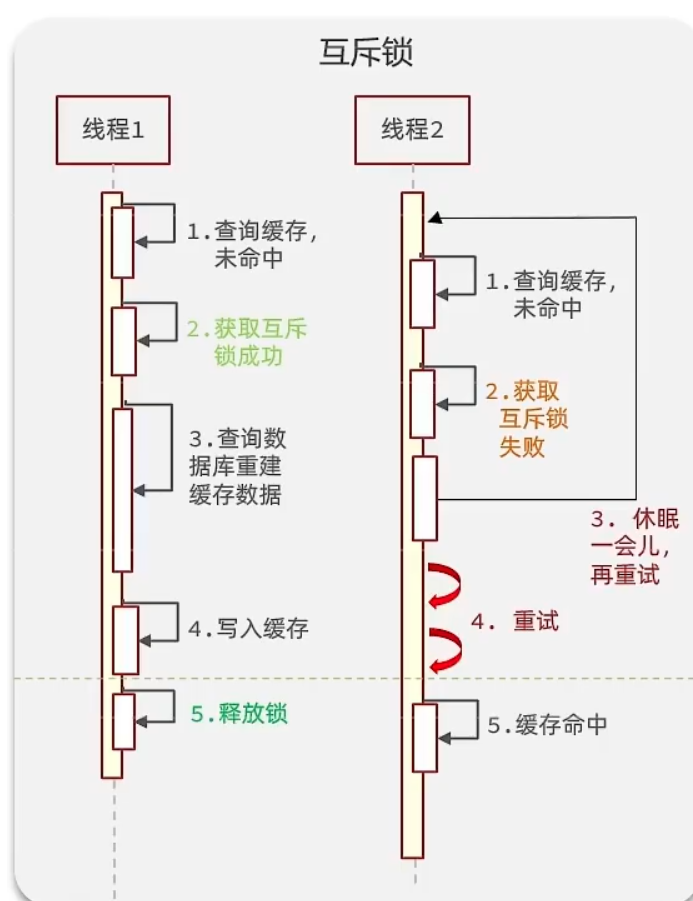 互斥锁
线程1
线程2
1.查询缓存,
未命中
2.获取互斥
锁成功
3.查询数
据库重建
缓存数据
4.写入缓存
5.释放锁
1.查询缓存,
未命中
2.获取
互斥锁
失败
3. 休眠
一会儿,
再重试
4. 重试
5.缓存命中